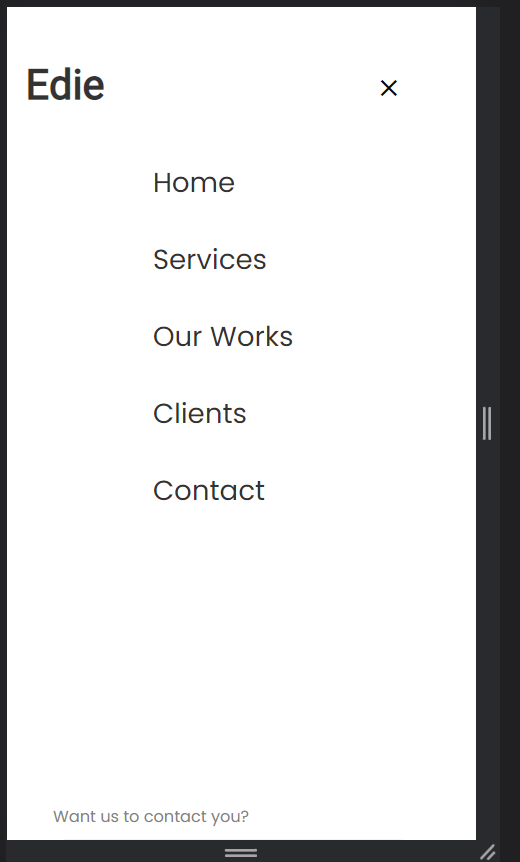 Edie
Home
Services
Our Works
Clients
Contact
Want us to contact you?